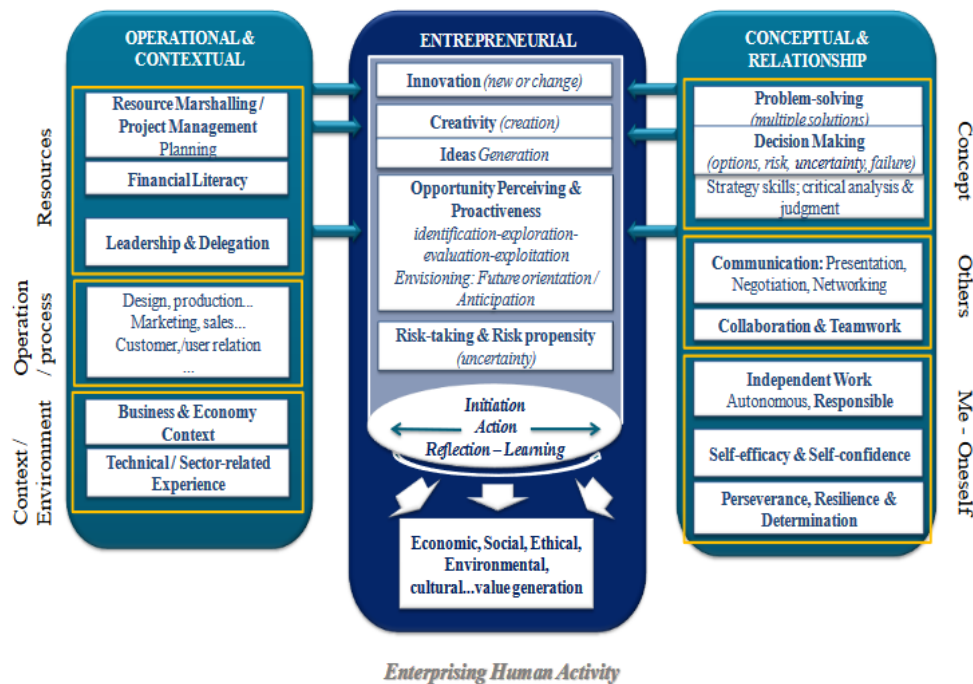 OPERATIONAL &
CONTEXTUAL
Resources
Resource Marshalling /
Project Management
Planning
Financial Literacy
Leadership & Delegation
Operation
/ process
Design, production...
Marketing, sales...
Customer,/user relation
...
Context /
Environment
Business & Economy
Context
Technical / Sector-related
Experience
ENTREPRENEURIAL
Innovation (new or change)
Creativity (creation)
Ideas Generation
Opportunity Perceiving &
Proactiveness
identification-exploration-
evaluation-exploitation
Envisioning: Future orientation /
Anticipation
Risk-taking & Risk propensity
(uncertainty)
Initiation
Action
Reflection – Learning
Economic, Social, Ethical,
Environmental,
cultural...value generation
CONCEPTUAL &
RELATIONSHIP
Concept
Problem-solving
(multiple solutions)
Decision Making
(options, risk, uncertainty, failure)
Strategy skills; critical analysis &
judgment
Others
Communication: Presentation,
Negotiation, Networking
Collaboration & Teamwork
Me - Oneself
Independent Work
Autonomous, Responsible
Self-efficacy & Self-confidence
Perseverance, Resilience &
Determination
Enterprising Human Activity